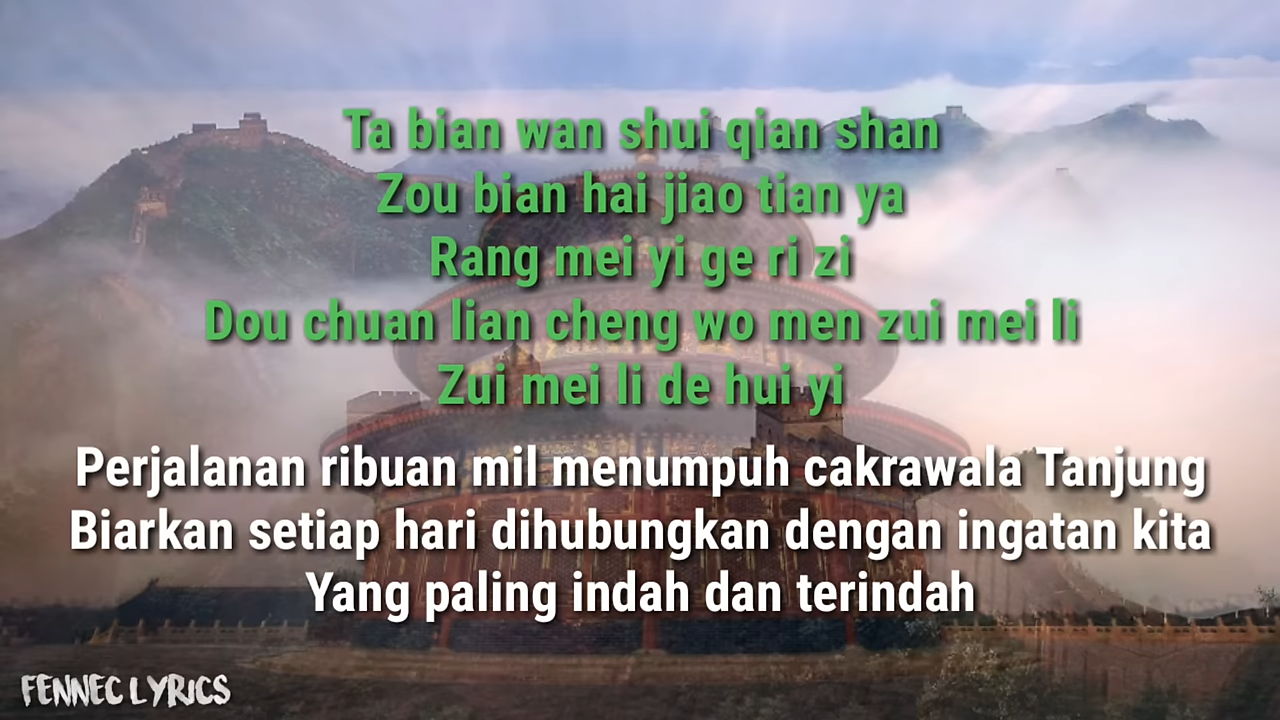 Ta bian wan shui qian shan
Zou bian hai jiao tian ya
Rang mei yi ge ri zi
Dou chuan lian cheng wo men zui mei li
Zui mei li de hui yi
Perjalanan ribuan mil menumpuh cakrawala Tanjung
Biarkan setiap hari dihubungkan dengan ingatan kita
Yang paling indah dan terindah
FENNEC LYRICS